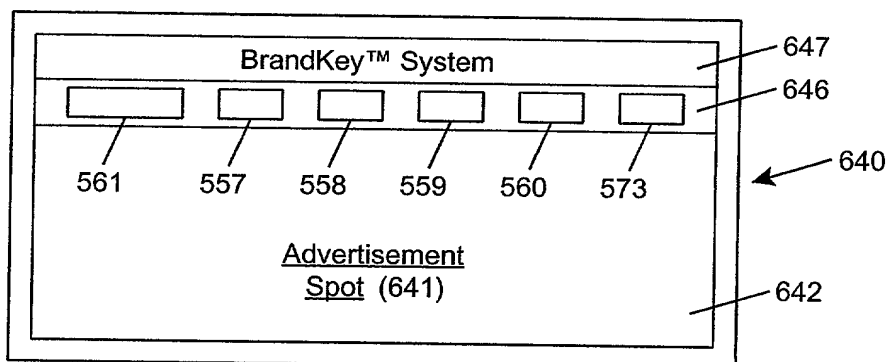 BrandKey™ System
647
646
561 557 558 559 560 573
640
Advertisement
Spot (641)
642